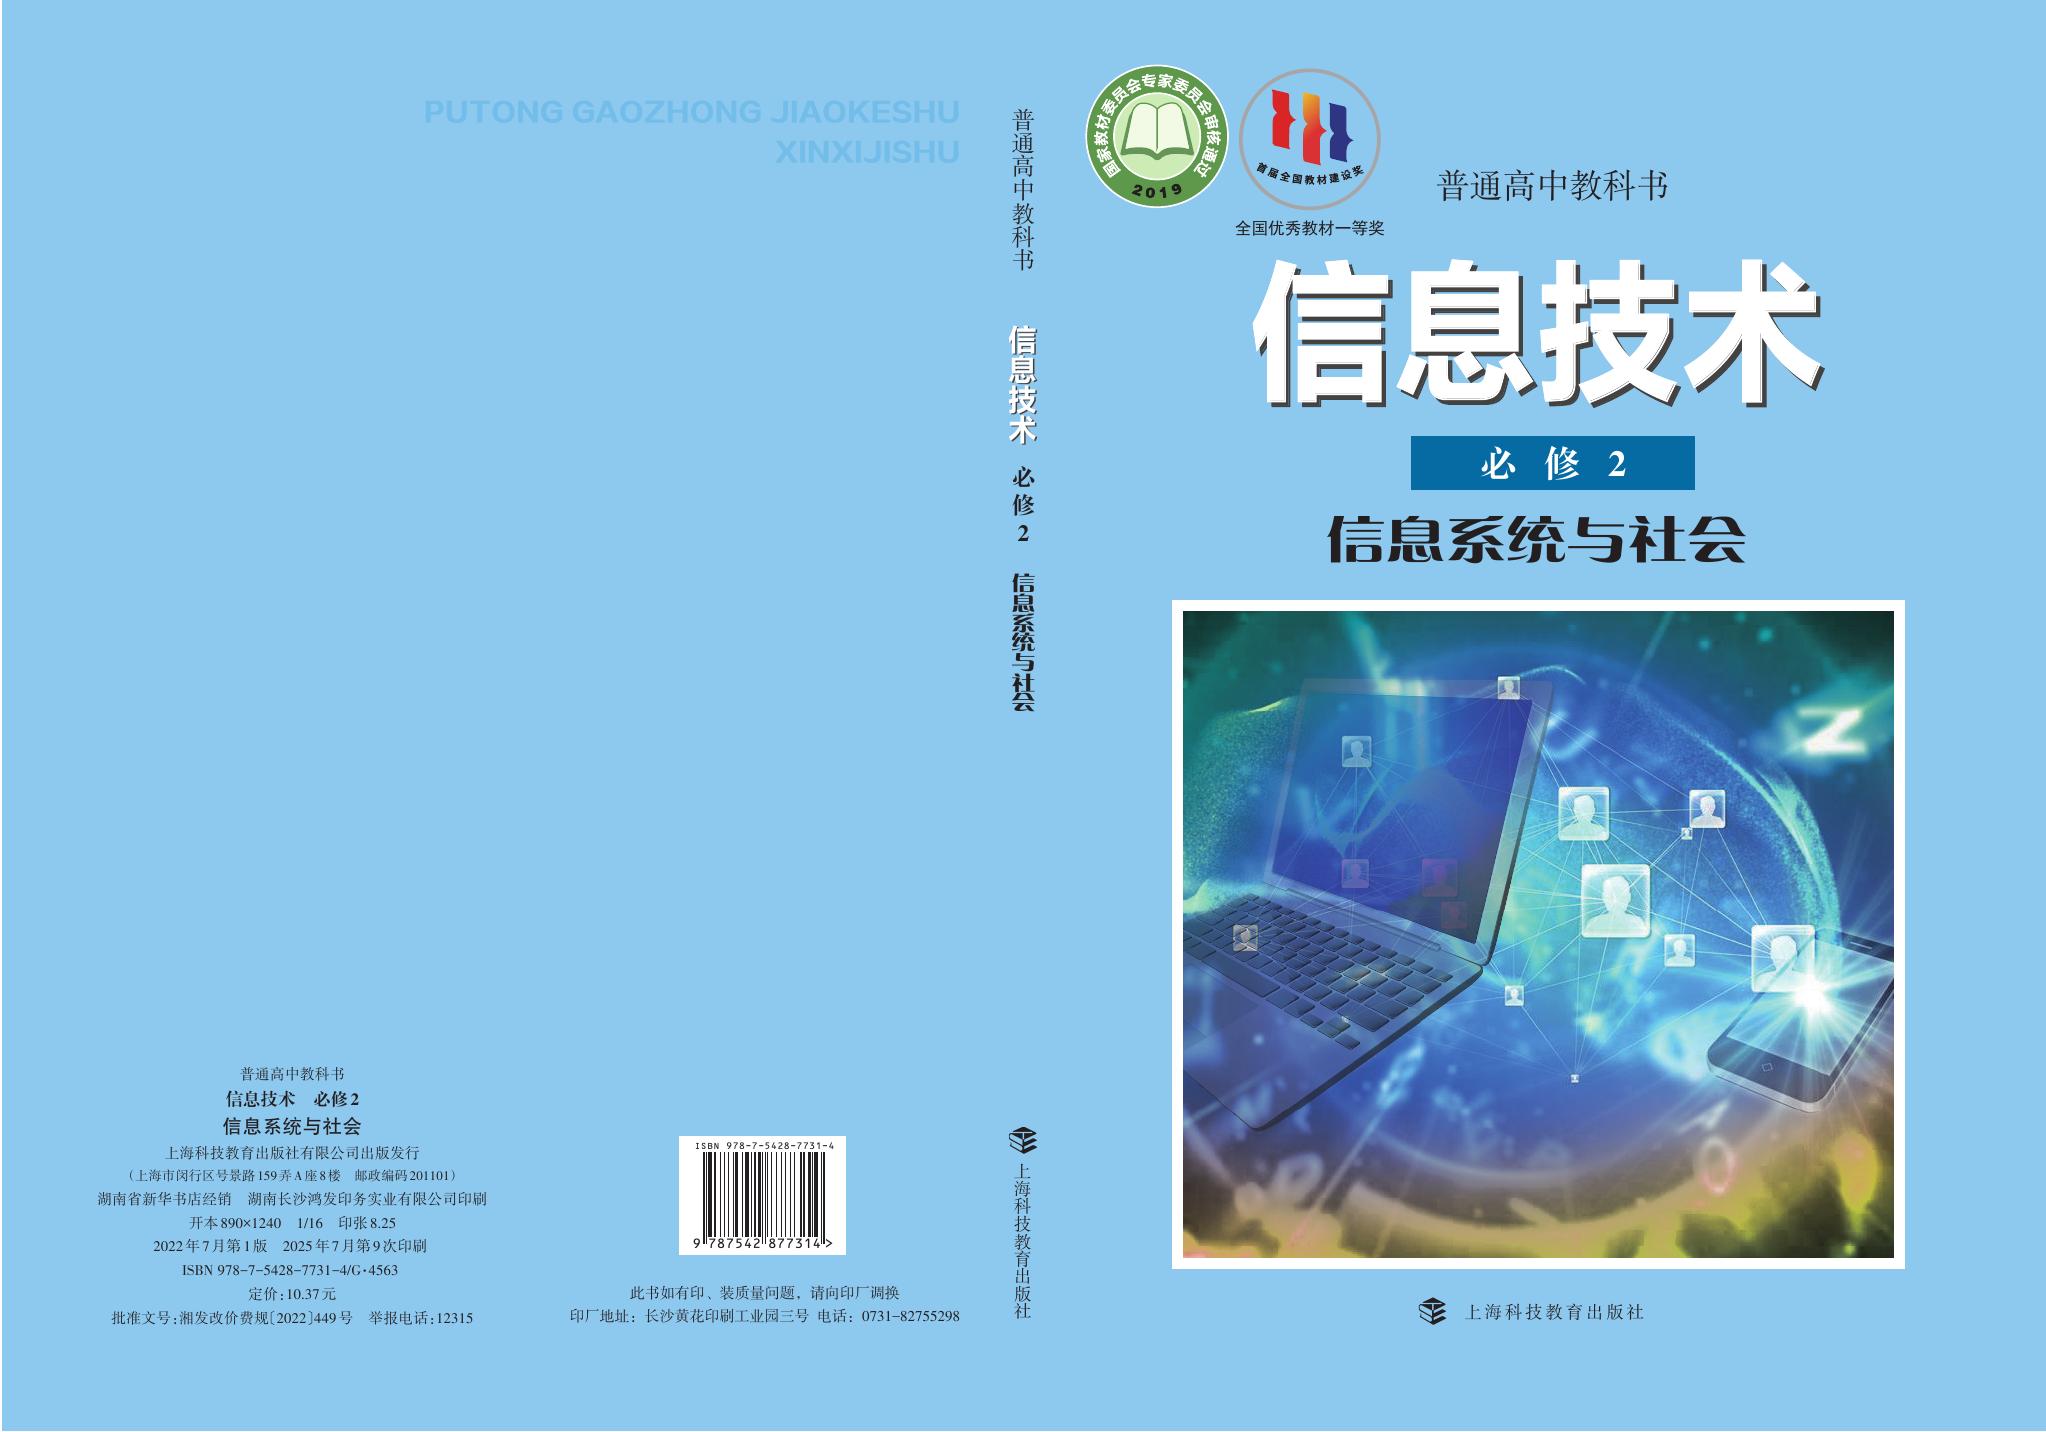 PUTONG GAOZHONG JIAOKESHU
XINXIJISHU
普通高中教科书
信息技术 必修2
信息系统与社会
上海科技教育出版社有限公司出版发行
(上海市闵行区号景路159弄A座8楼 邮政编码201101)
湖南省新华书店经销 湖南长沙鸿发印务实业有限公司印刷
开本890×1240 1/16 印张8.25
2022年7月第1版 2025年7月第9次印刷
ISBN 978-7-5428-7731-4/G·4563
定价:10.37元
批准文号:湘发改价费规〔2022〕449号 举报电话:12315
ISBN 978-7-5428-7731-4
9 787542 877314 >
此书如有印、装质量问题，请向印厂调换
印厂地址：长沙黄花印刷工业园三号 电话：0731-82755298
普通高中教科书
信息技术
必修2
信息系统与社会
上海科技教育出版社
国家教材委员会专家委员会审核通过
2019
首届全国教材建设奖
全国优秀教材一等奖
普通高中教科书
信息技术
必修2
信息系统与社会
上海科技教育出版社